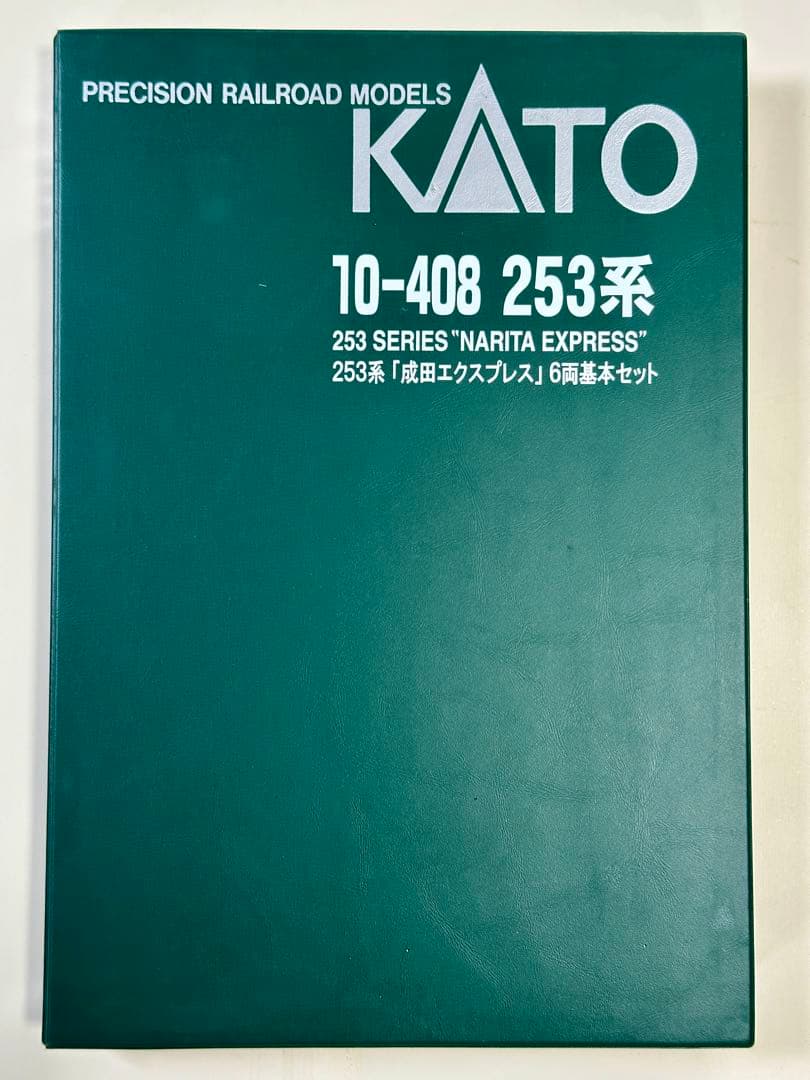 PRECISION RAILROAD MODELS
KATO
10-408 253系
253 SERIES "NARITA EXPRESS"
253系「成田エクスプレス」6両基本セット